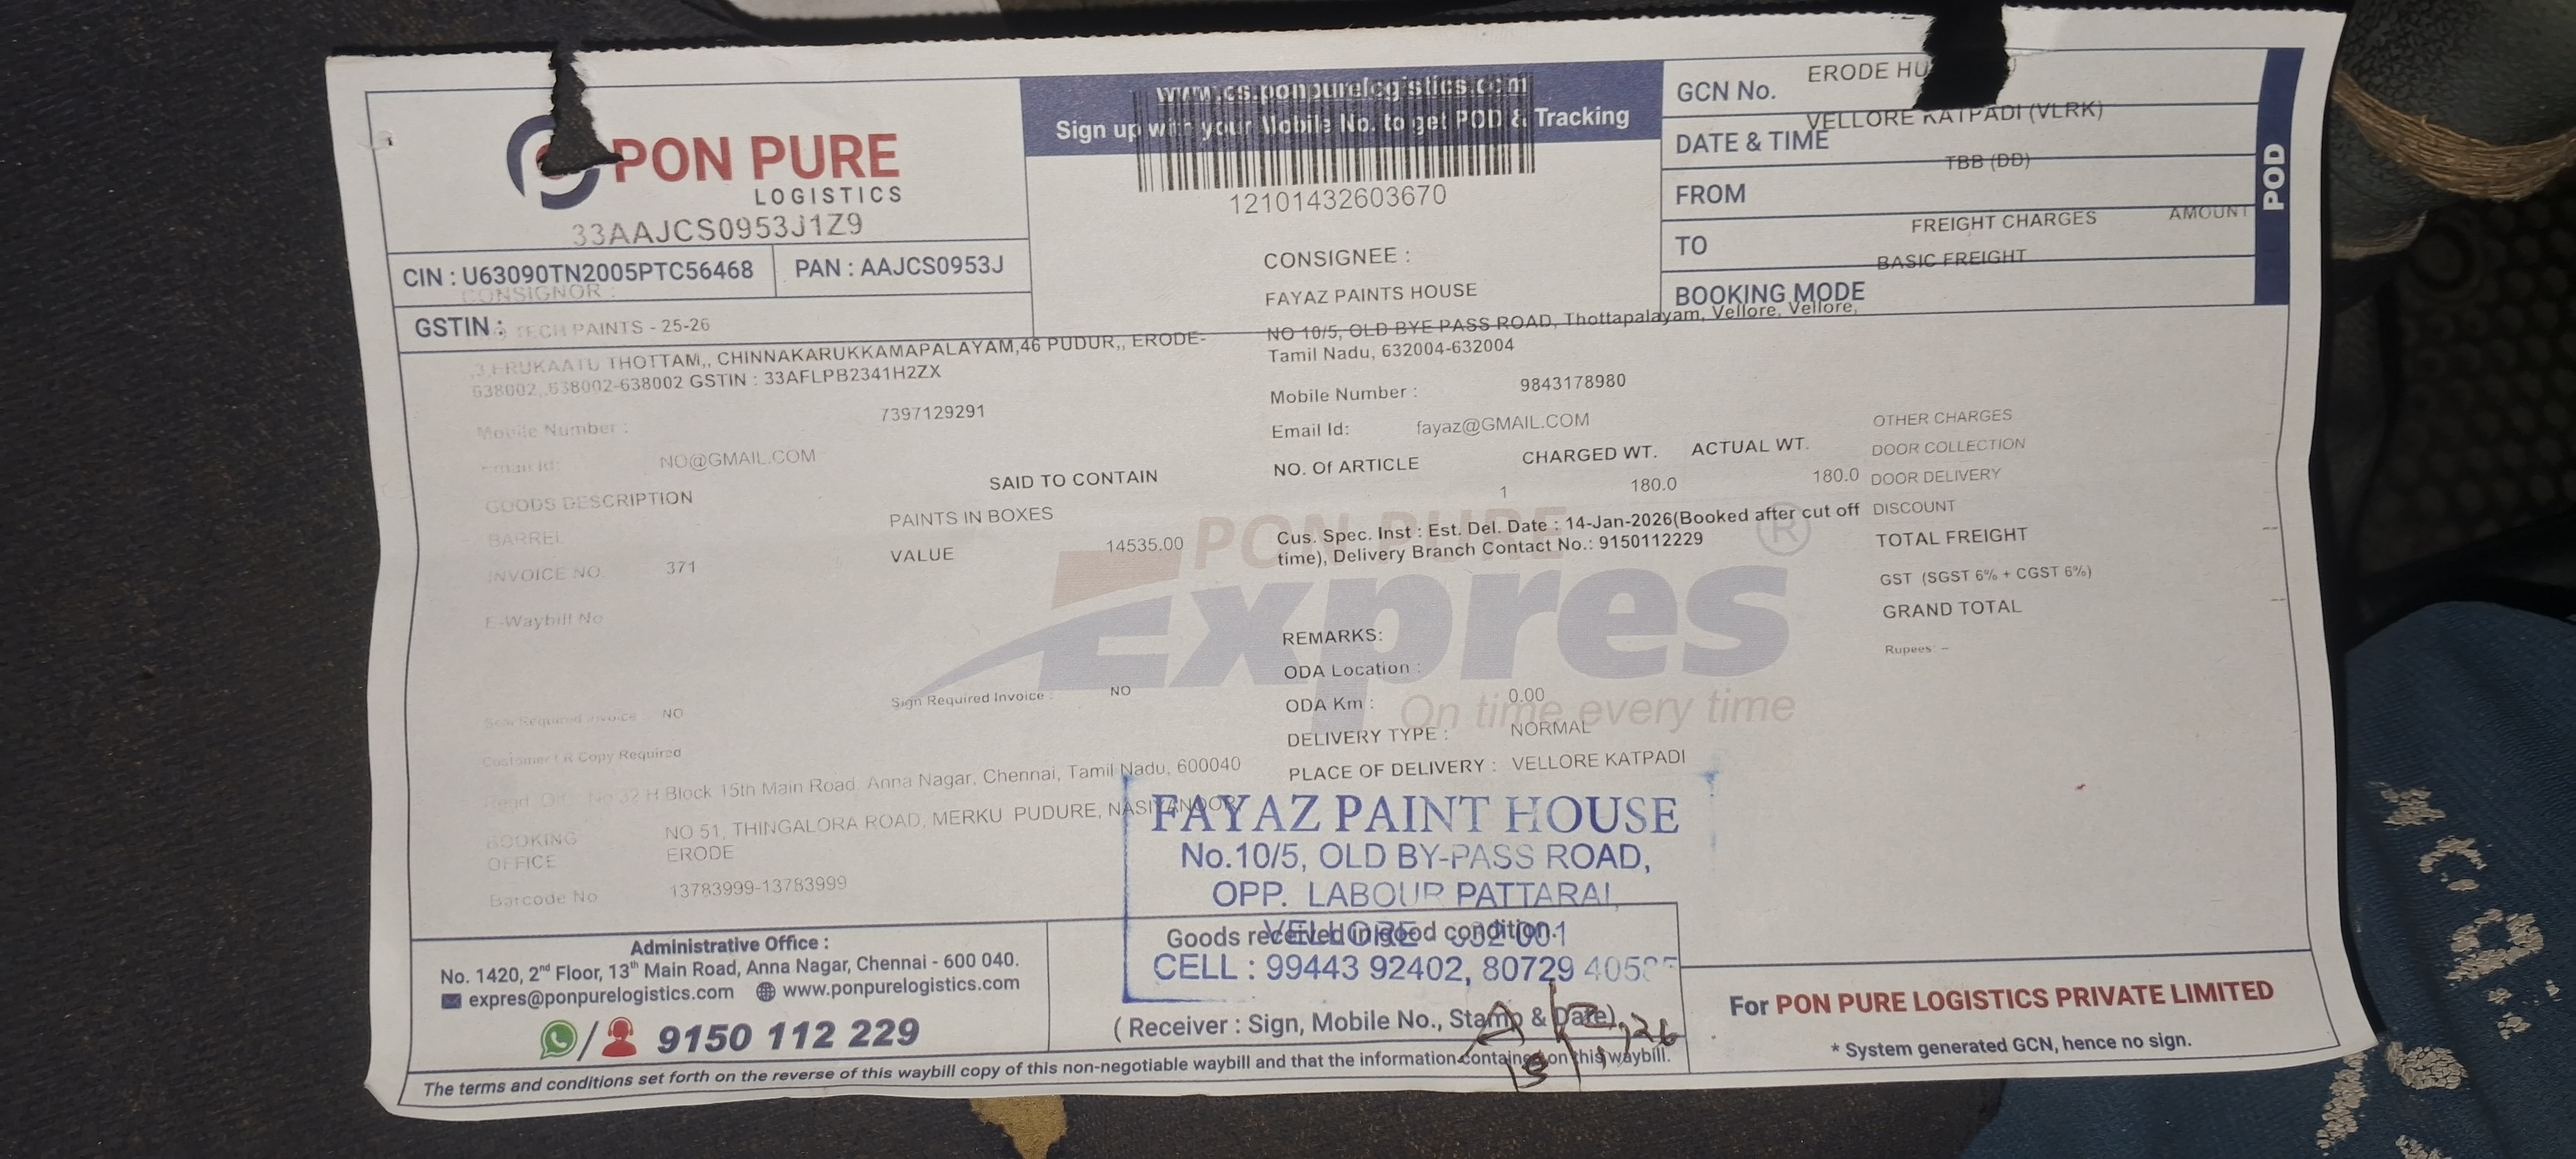 PON PURE
LOGISTICS
33AAJCS0953J1Z9
CIN : U63090TN2005PTC56468
PAN : AAJCS0953J
CONSIGNOR :
GSTIN :
TECH PAINTS - 25-26
THOTTAM,, CHINNAKARUKKAMAPALAYAM,46 PUDUR,, ERODE-
638002,,638002-638002 GSTIN : 33AFLPB2341H2ZX
Mobile Number :
7397129291
Email Id:
NO@GMAIL.COM
GOODS DESCRIPTION
SAID TO CONTAIN
BARREL
PAINTS IN BOXES
INVOICE NO
371
VALUE
14535.00
E-Waybill No
Seal Required Invoice :
NO
Sign Required Invoice :
NO
Copy Required
32 H Block 15th Main Road, Anna Nagar, Chennai, Tamil Nadu, 600040
BOOKING
OFFICE
NO 51, THINGALORA ROAD, MERKU PUDURE, NASIYANOOR
ERODE
Barcode No
13783999-13783999
www.cs.ponpurelogistics.com
Sign up with your Mobile No. to get POD & Tracking
12101432603670
CONSIGNEE :
FAYAZ PAINTS HOUSE
NO 10/5, OLD BYE PASS ROAD, Thottapalayam, Vellore, Vellore,
Tamil Nadu, 632004-632004
Mobile Number :
9843178980
Email Id:
fayaz@GMAIL.COM
NO. Of ARTICLE
CHARGED WT.
ACTUAL WT.
1
180.0
180.0
Cus. Spec. Inst : Est. Del. Date : 14-Jan-2026(Booked after cut off
time), Delivery Branch Contact No.: 9150112229
PON PURE
Expres
®
On time every time
REMARKS:
ODA Location :
ODA Km :
0.00
DELIVERY TYPE :
NORMAL
PLACE OF DELIVERY :
VELLORE KATPADI
GCN No.
ERODE
DATE & TIME
VELLORE KATPADI (VLRK)
FROM
TBB (DD)
TO
FREIGHT CHARGES
AMOUNT
BOOKING MODE
BASIC FREIGHT
POD
OTHER CHARGES
DOOR COLLECTION
DOOR DELIVERY
DISCOUNT
TOTAL FREIGHT
GST (SGST 6% + CGST 6%)
GRAND TOTAL
Rupees: --
FAYAZ PAINT HOUSE
No.10/5, OLD BY-PASS ROAD,
OPP. LABOUR PATTARAI,
VELLORE
Goods received in good condition.
CELL : 99443 92402, 80729
(Receiver : Sign, Mobile No., Stamp & Date)
Administrative Office :
No. 1420, 2nd Floor, 13th Main Road, Anna Nagar, Chennai - 600 040.
expres@ponpurelogistics.com
www.ponpurelogistics.com
9150 112 229
For PON PURE LOGISTICS PRIVATE LIMITED
* System generated GCN, hence no sign.
The terms and conditions set forth on the reverse of this waybill copy of this non-negotiable waybill and that the information contained on this waybill.